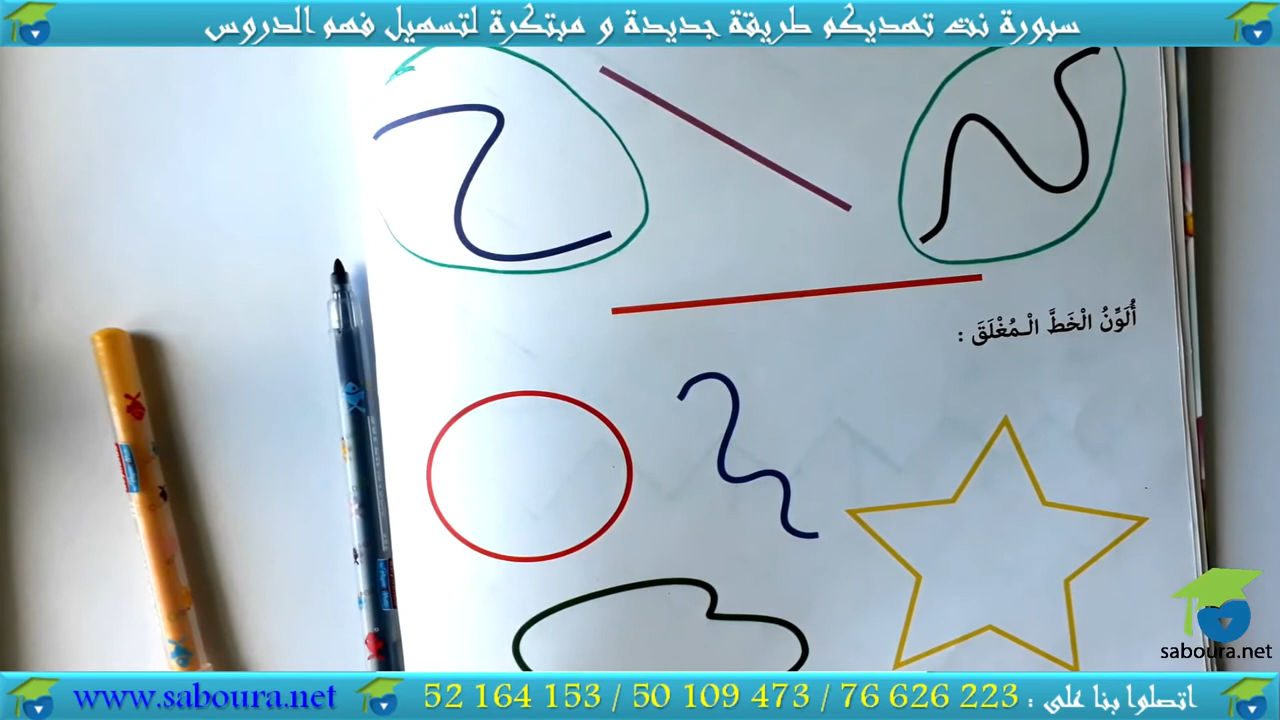 سبورة نت تهديكم طريقة جديدة و مبتكرة لتسهيل فهم الدروس
أُلَوِّنُ الْخَطَّ الْمُغْلَقَ :
saboura.net
www.saboura.net
اتصلوا بنا على : 223 626 76 / 473 109 50 / 153 164 52